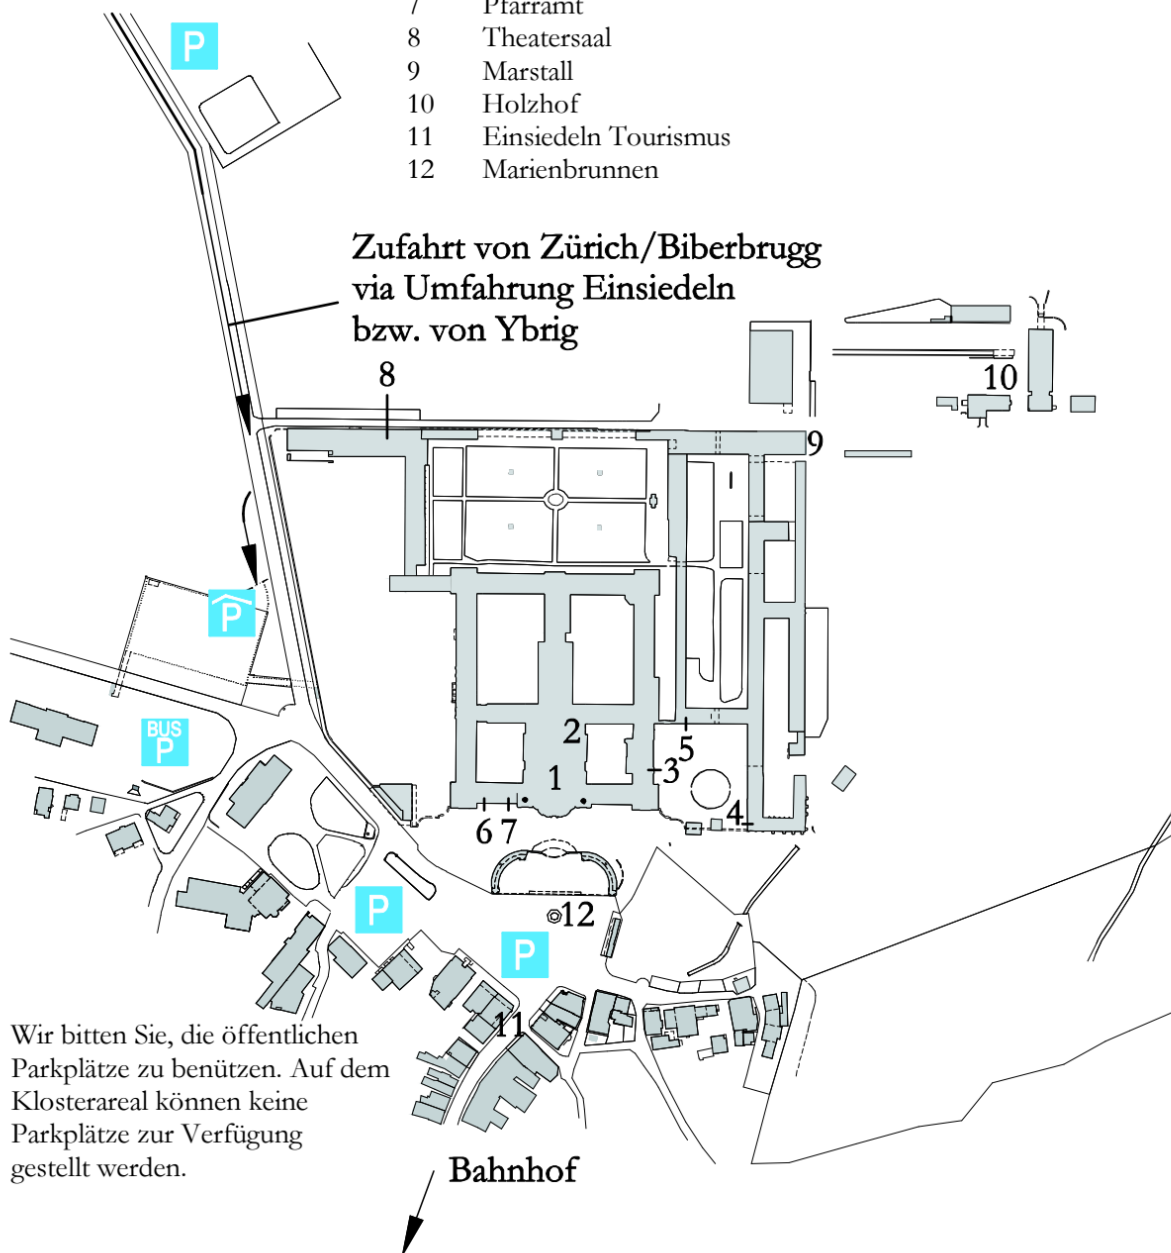 7 Pfarramt
8 Theatersaal
9 Marstall
10 Holzhof
11 Einsiedeln Tourismus
12 Marienbrunnen
P
Zufahrt von Zürich/Biberbrugg
via Umfahrung Einsiedeln
bzw. von Ybrig
8
10
9
P
BUS
P
2
5
1
3
4
6
7
P
12
P
11
Wir bitten Sie, die öffentlichen
Parkplätze zu benützen. Auf dem
Klosterareal können keine
Parkplätze zur Verfügung
gestellt werden.
Bahnhof